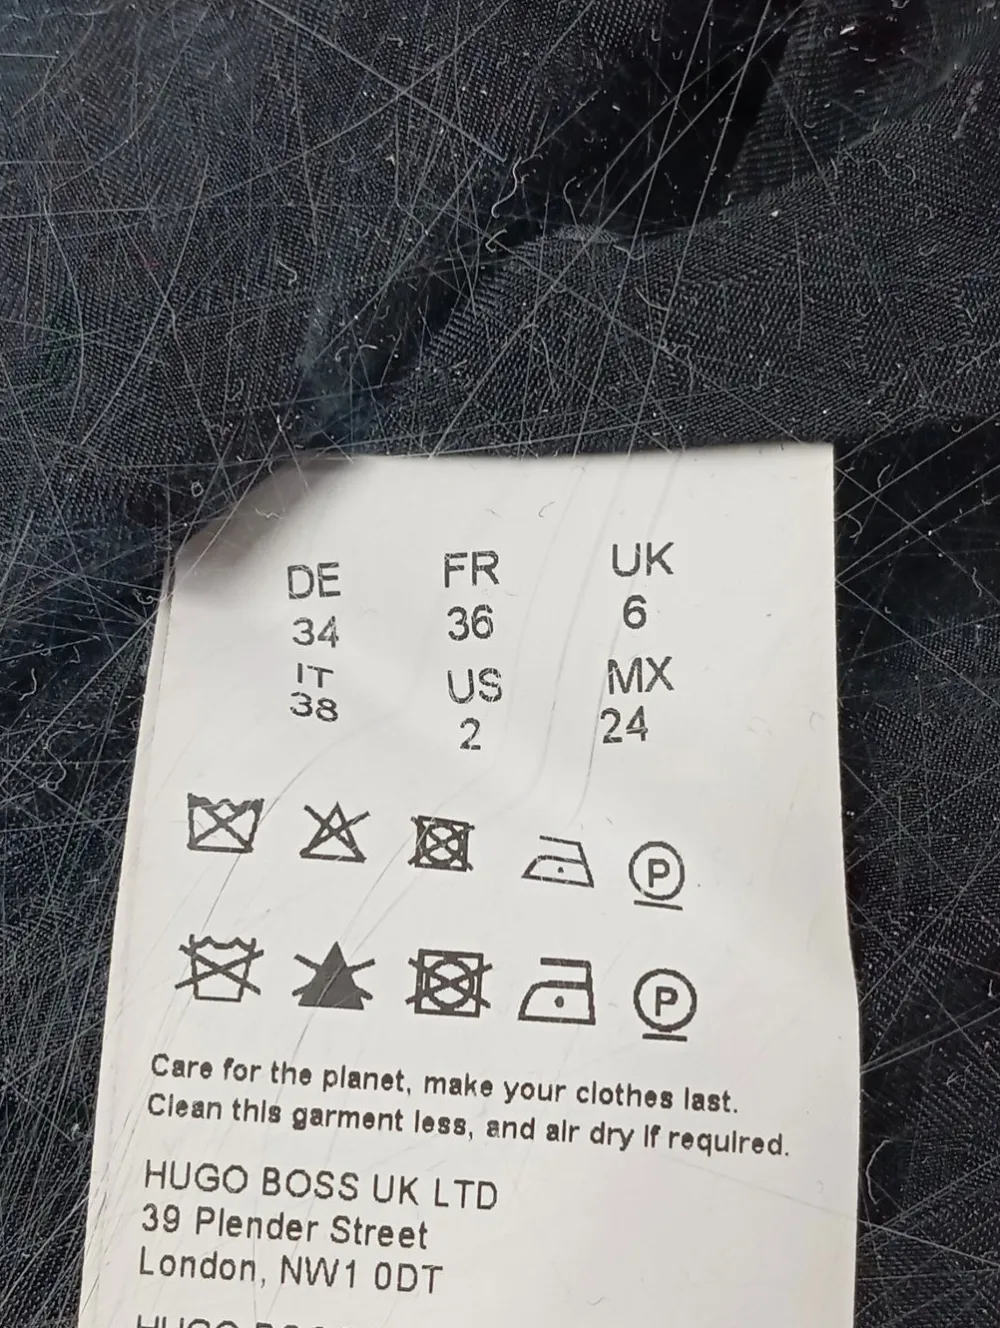 DE FR UK
34 36 6
IT US MX
38 2 24
P
P
Care for the planet, make your clothes last.
Clean this garment less, and air dry if required.
HUGO BOSS UK LTD
39 Plender Street
London, NW1 0DT
HUGO